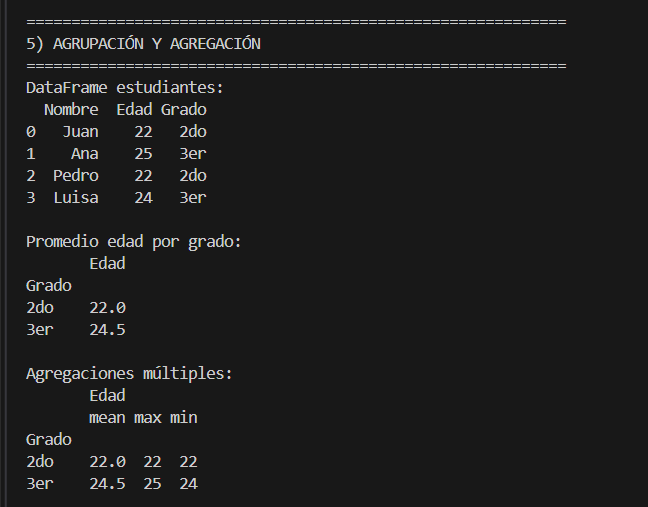 ============================================================
5) AGRUPACIÓN Y AGREGACIÓN
============================================================
DataFrame estudiantes:
  Nombre  Edad Grado
0   Juan    22   2do
1    Ana    25   3er
2  Pedro    22   2do
3  Luisa    24   3er

Promedio edad por grado:
       Edad
Grado
2do    22.0
3er    24.5

Agregaciones múltiples:
       Edad
       mean max min
Grado
2do    22.0  22  22
3er    24.5  25  24